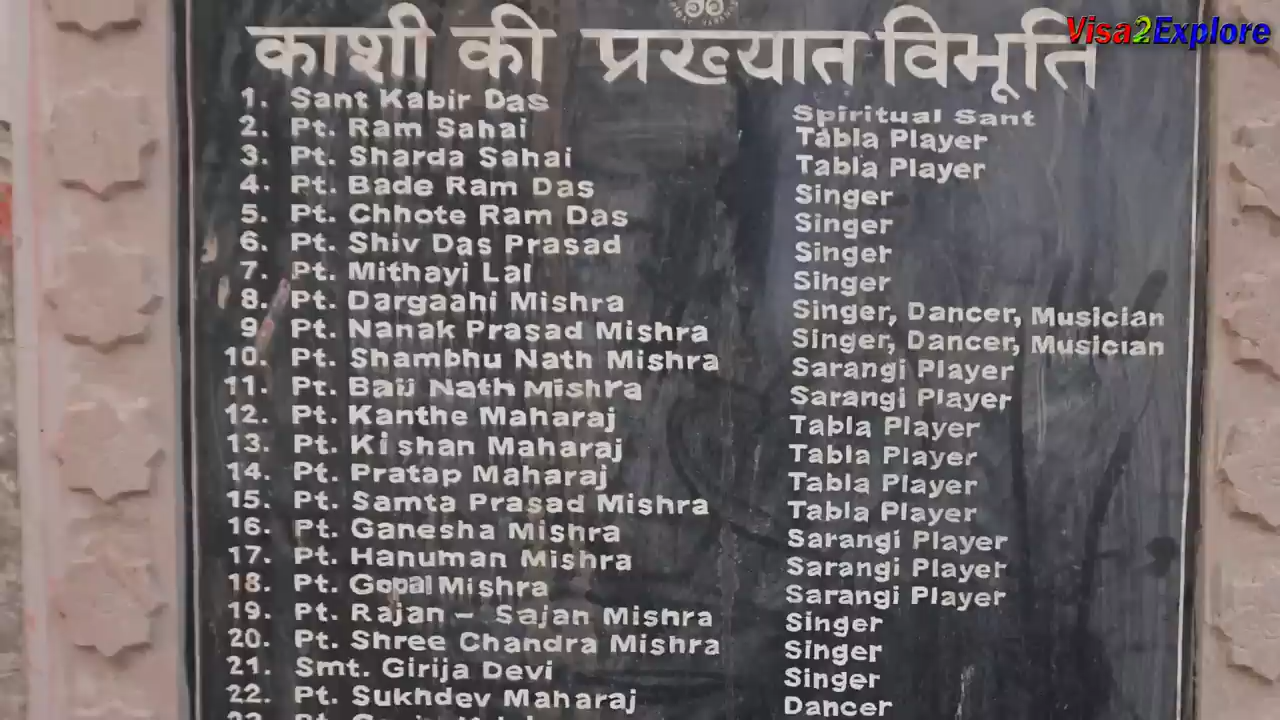 काशी की प्रख्यात विभूति
Visa2Explore
1. Sant Kabir Das Spiritual Sant
2. Pt. Ram Sahai Tabla Player
3. Pt. Sharda Sahai Tabla Player
4. Pt. Bade Ram Das Singer
5. Pt. Chhote Ram Das Singer
6. Pt. Shiv Das Prasad Singer
7. Pt. Mithayi Lal Singer
8. Pt. Dargaahi Mishra Singer, Dancer, Musician
9 Pt. Nanak Prasad Mishra Singer, Dancer, Musician
10. Pt. Shambhu Nath Mishra Sarangi Player
11. Pt. Baij Nath Mishra Sarangi Player
12. Pt. Kanthe Maharaj Tabla Player
13. Pt. Kishan Maharaj Tabla Player
14. Pt. Pratap Maharaj Tabla Player
15. Pt. Samta Prasad Mishra Tabla Player
16. Pt. Ganesha Mishra Sarangi Player
17. Pt. Hanuman Mishra Sarangi Player
18. Pt. Gopal Mishra Sarangi Player
19. Pt. Rajan – Sajan Mishra Singer
20. Pt. Shree Chandra Mishra Singer
21. Smt. Girija Devi Singer
22. Pt. Sukhdev Maharaj Dancer